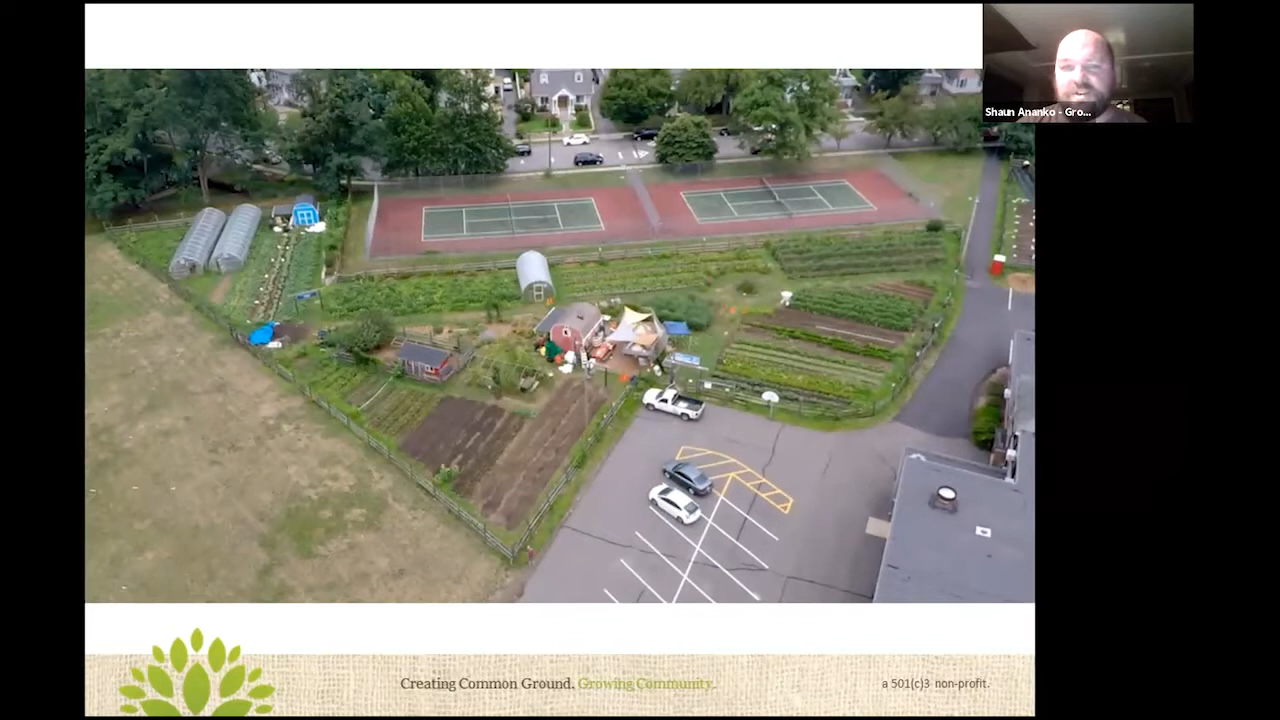 Shaun Ananko - Gro...
Creating Common Ground. Growing Community.
a 501(c)3 non-profit.